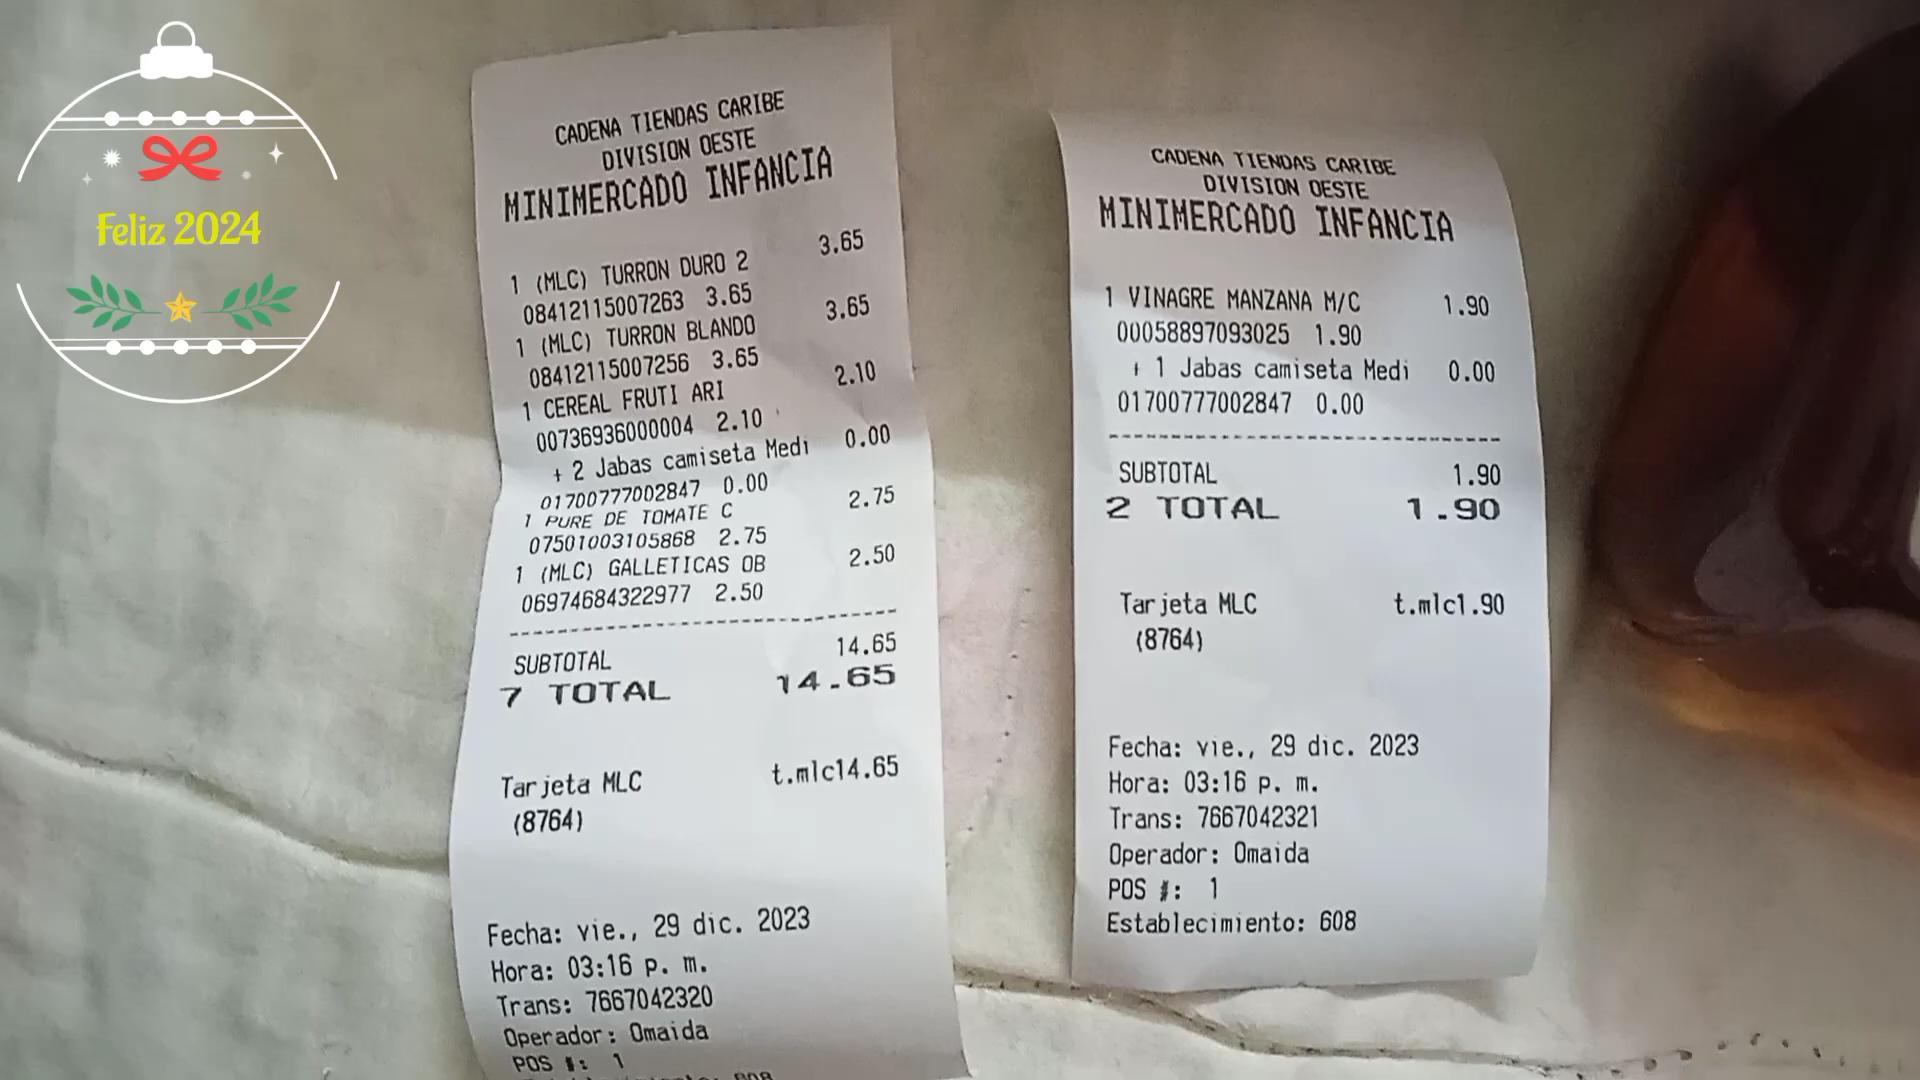 Feliz 2024
CADENA TIENDAS CARIBE
DIVISION OESTE
MINIMERCADO INFANCIA
1 (MLC) TURRON DURO 2 3.65
08412115007263 3.65
1 (MLC) TURRON BLANDO 3.65
08412115007256 3.65
1 CEREAL FRUTI ARI 2.10
00736936000004 2.10
+ 2 Jabas camiseta Medi 0.00
01700777002847 0.00
1 PURE DE TOMATE C 2.75
07501003105868 2.75
1 (MLC) GALLETICAS OB 2.50
06974684322977 2.50
SUBTOTAL 14.65
7 TOTAL 14.65
Tarjeta MLC t.mlc14.65
(8764)
Fecha: vie., 29 dic. 2023
Hora: 03:16 p. m.
Trans: 7667042320
Operador: Omaida
POS #: 1
CADENA TIENDAS CARIBE
DIVISION OESTE
MINIMERCADO INFANCIA
1 VINAGRE MANZANA M/C 1.90
00058897093025 1.90
+ 1 Jabas camiseta Medi 0.00
01700777002847 0.00
SUBTOTAL 1.90
2 TOTAL 1.90
Tarjeta MLC t.mlc1.90
(8764)
Fecha: vie., 29 dic. 2023
Hora: 03:16 p. m.
Trans: 7667042321
Operador: Omaida
POS #: 1
Establecimiento: 608